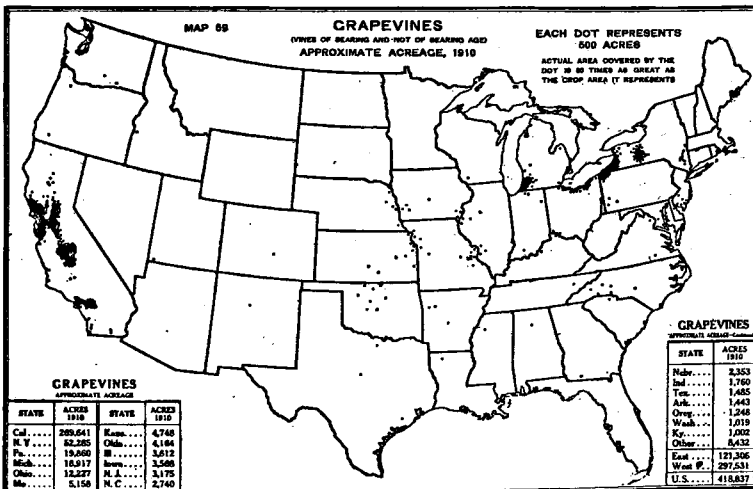 MAP 69
GRAPEVINES
(VINES OF BEARING AND NOT OF BEARING AGE)
APPROXIMATE ACREAGE, 1910
EACH DOT REPRESENTS
500 ACRES
ACTUAL AREA COVERED BY THE
DOT IS 50 TIMES AS GREAT AS
THE CROP AREA IT REPRESENTS
GRAPEVINES
APPROXIMATE ACREAGE
STATE ACRES 1910 STATE ACRES 1910
Cal..... 269,641 Kans.... 4,748
N. Y.... 52,285 Okla.... 4,164
Pa...... 19,860 Ill..... 3,612
Mich.... 18,917 Iowa.... 3,568
Ohio.... 12,227 N. J.... 3,175
Mo...... 5,158 N. C.... 2,740
GRAPEVINES
APPROXIMATE ACREAGE—Continued
STATE ACRES 1910
Nebr.... 2,353
Ind..... 1,760
Tex..... 1,485
Ark..... 1,443
Oreg.... 1,248
Wash.... 1,019
Ky...... 1,002
Other... 8,432
East.... 121,306
West.... 297,531
U. S.... 418,837